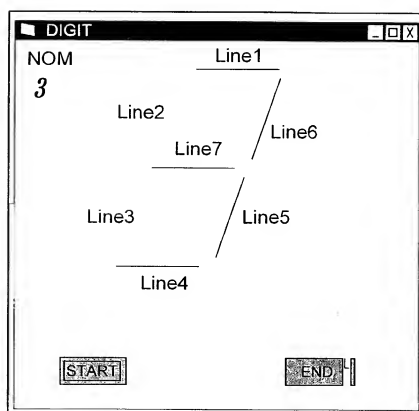 DIGIT
NOM
3
Line1
Line2
Line6
Line7
Line3
Line5
Line4
START
END